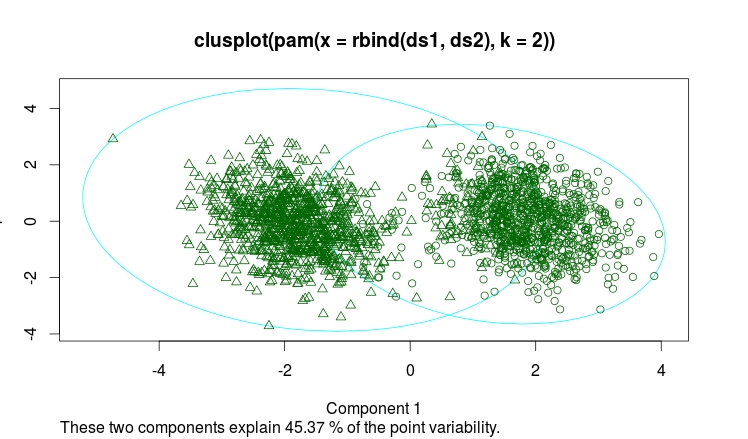 clusplot(pam(x = rbind(ds1, ds2), k = 2))
4
2
0
-2
-4
-4 -2 0 2 4
Component 1
These two components explain 45.37 % of the point variability.